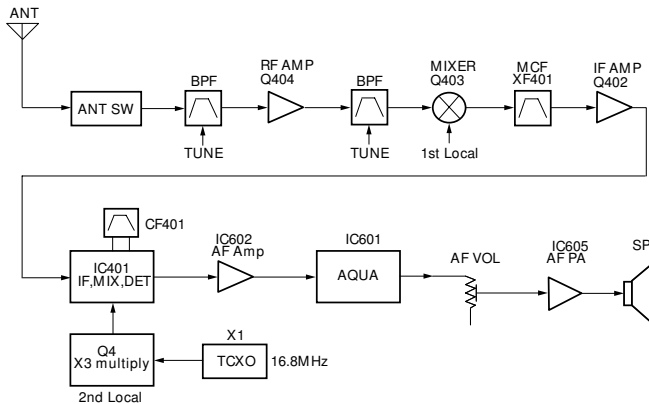 ANT
ANT SW
BPF
TUNE
RF AMP
Q404
BPF
TUNE
MIXER
Q403
1st Local
MCF
XF401
IF AMP
Q402
CF401
IC401
IF,MIX,DET
IC602
AF Amp
IC601
AQUA
AF VOL
IC605
AF PA
SP
Q4
X3 multiply
2nd Local
X1
TCXO
16.8MHz